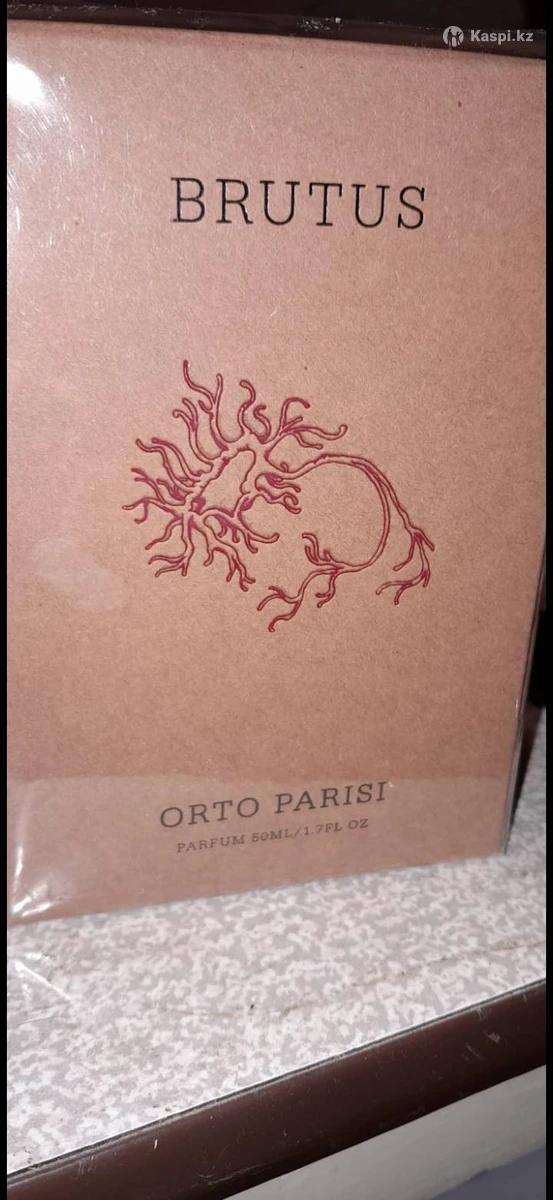 Kaspi.kz
BRUTUS
ORTO PARISI
PARFUM 50ML/1.7FL OZ